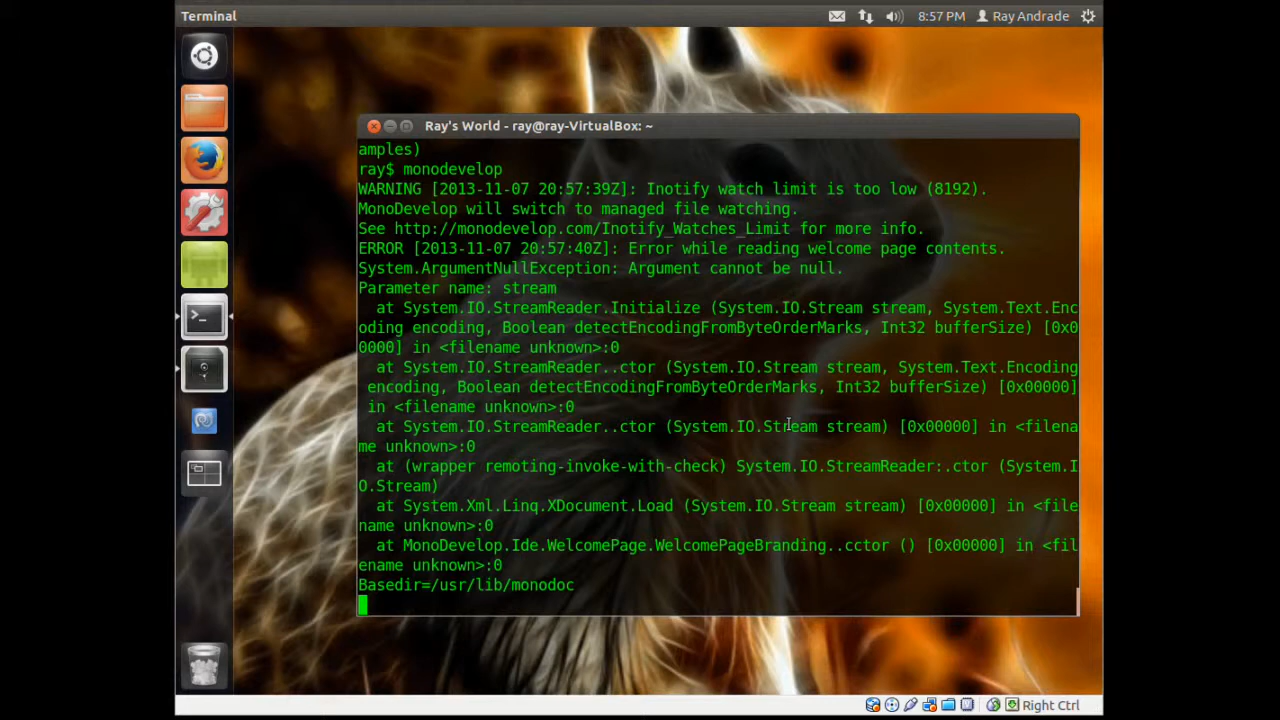 Terminal
8:57 PM
Ray Andrade
Ray's World - ray@ray-VirtualBox: ~
amples)
ray$ monodevelop
WARNING [2013-11-07 20:57:39Z]: Inotify watch limit is too low (8192).
MonoDevelop will switch to managed file watching.
See http://monodevelop.com/Inotify_Watches_Limit for more info.
ERROR [2013-11-07 20:57:40Z]: Error while reading welcome page contents.
System.ArgumentNullException: Argument cannot be null.
Parameter name: stream
  at System.IO.StreamReader.Initialize (System.IO.Stream stream, System.Text.Enc
oding encoding, Boolean detectEncodingFromByteOrderMarks, Int32 bufferSize) [0x0
0000] in <filename unknown>:0
  at System.IO.StreamReader..ctor (System.IO.Stream stream, System.Text.Encoding
 encoding, Boolean detectEncodingFromByteOrderMarks, Int32 bufferSize) [0x00000]
 in <filename unknown>:0
  at System.IO.StreamReader..ctor (System.IO.Stream stream) [0x00000] in <filena
me unknown>:0
  at (wrapper remoting-invoke-with-check) System.IO.StreamReader:.ctor (System.I
O.Stream)
  at System.Xml.Linq.XDocument.Load (System.IO.Stream stream) [0x00000] in <file
name unknown>:0
  at MonoDevelop.Ide.WelcomePage.WelcomePageBranding..cctor () [0x00000] in <fil
ename unknown>:0
Basedir=/usr/lib/monodoc
Right Ctrl